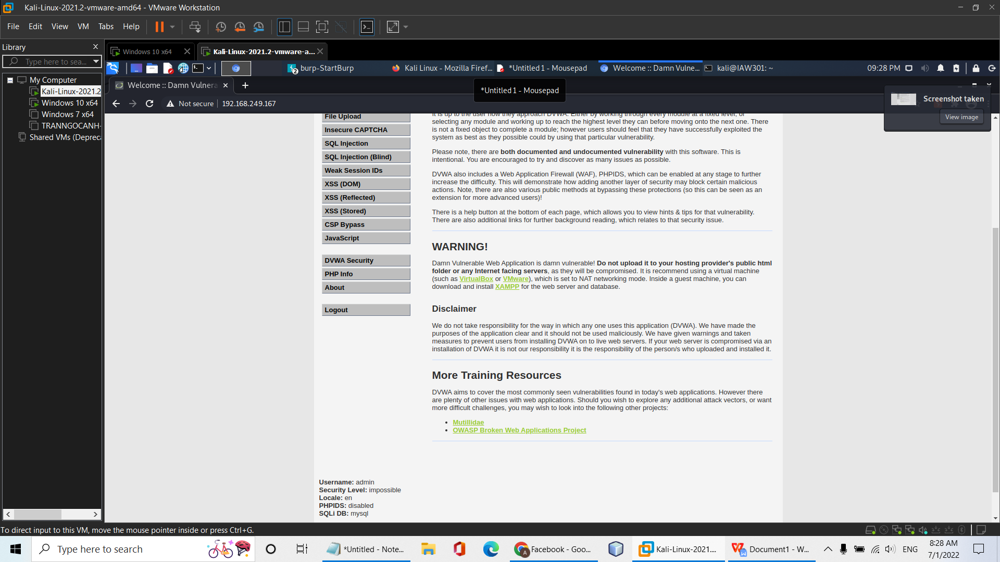 Kali-Linux-2021.2-vmware-amd64 - VMware Workstation
File Edit View VM Tabs Help
Library
Windows 10 x64
Kali-Linux-2021.2-vmware-a...
Type here to sea...
burp-StartBurp
Kali Linux - Mozilla Firef...
*Untitled 1 - Mousepad
Welcome :: Damn Vulne...
kali@IAW301: ~
09:28 PM
My Computer
Kali-Linux-2021.2
Windows 10 x64
Windows 7 x64
TRANNGOCANH-
Shared VMs (Depreca
Welcome :: Damn Vulnera
*Untitled 1 - Mousepad
Not secure
192.168.249.167
Screenshot taken
View image
File Upload
Insecure CAPTCHA
SQL Injection
SQL Injection (Blind)
Weak Session IDs
XSS (DOM)
XSS (Reflected)
XSS (Stored)
CSP Bypass
JavaScript
DVWA Security
PHP Info
About
Logout
It is up to the user how they approach DVWA. Either by working through every module at a fixed level, or
selecting any module and working up to reach the highest level they can before moving onto the next one. There
is not a fixed object to complete a module; however users should feel that they have successfully exploited the
system as best as they possible could by using that particular vulnerability.
Please note, there are both documented and undocumented vulnerability with this software. This is
intentional. You are encouraged to try and discover as many issues as possible.
DVWA also includes a Web Application Firewall (WAF), PHPIDS, which can be enabled at any stage to further
increase the difficulty. This will demonstrate how adding another layer of security may block certain malicious
actions. Note, there are also various public methods at bypassing these protections (so this can be seen as an
extension for more advanced users)!
There is a help button at the bottom of each page, which allows you to view hints & tips for that vulnerability.
There are also additional links for further background reading, which relates to that security issue.
WARNING!
Damn Vulnerable Web Application is damn vulnerable! Do not upload it to your hosting provider's public html
folder or any Internet facing servers, as they will be compromised. It is recommend using a virtual machine
(such as VirtualBox or VMware), which is set to NAT networking mode. Inside a guest machine, you can
download and install XAMPP for the web server and database.
Disclaimer
We do not take responsibility for the way in which any one uses this application (DVWA). We have made the
purposes of the application clear and it should not be used maliciously. We have given warnings and taken
measures to prevent users from installing DVWA on to live web servers. If your web server is compromised via an
installation of DVWA it is not our responsibility it is the responsibility of the person/s who uploaded and installed it.
More Training Resources
DVWA aims to cover the most commonly seen vulnerabilities found in today's web applications. However there
are plenty of other issues with web applications. Should you wish to explore any additional attack vectors, or want
more difficult challenges, you may wish to look into the following other projects:
Mutillidae
OWASP Broken Web Applications Project
Username: admin
Security Level: impossible
Locale: en
PHPIDS: disabled
SQLi DB: mysql
To direct input to this VM, move the mouse pointer inside or press Ctrl+G.
Type here to search
*Untitled - Note...
Facebook - Goo...
Kali-Linux-2021....
Document1 - W...
ENG
8:28 AM
7/1/2022